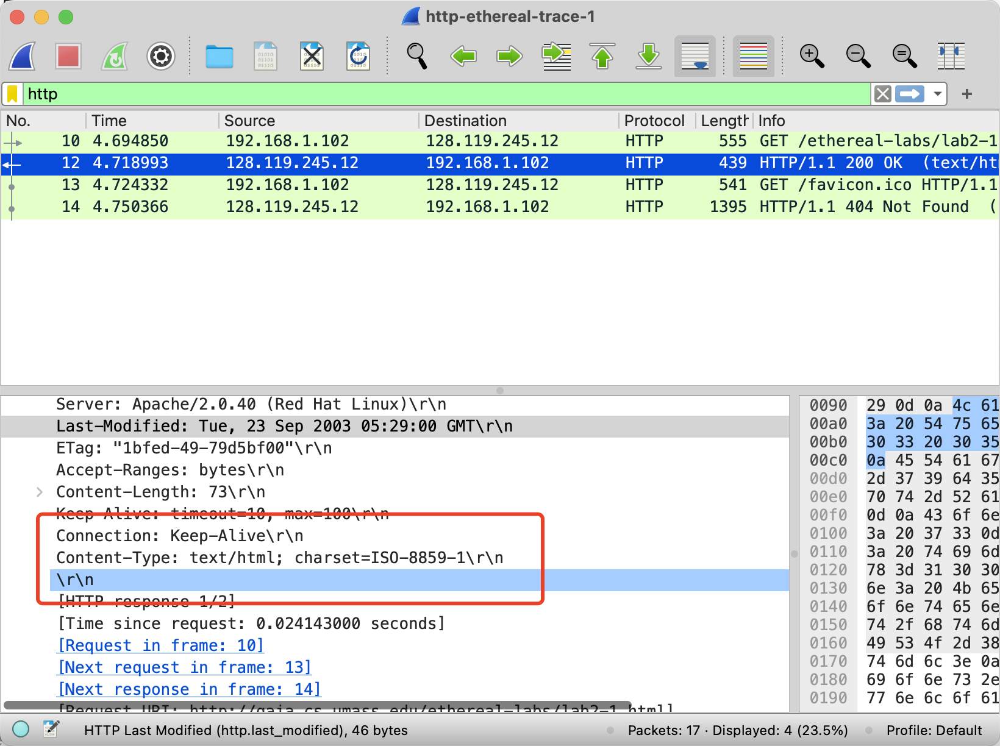 http-ethereal-trace-1
http
No. Time Source Destination Protocol Length Info
10 4.694850 192.168.1.102 128.119.245.12 HTTP 555 GET /ethereal-labs/lab2-1
12 4.718993 128.119.245.12 192.168.1.102 HTTP 439 HTTP/1.1 200 OK (text/ht
13 4.724332 192.168.1.102 128.119.245.12 HTTP 541 GET /favicon.ico HTTP/1.1
14 4.750366 128.119.245.12 192.168.1.102 HTTP 1395 HTTP/1.1 404 Not Found (
Server: Apache/2.0.40 (Red Hat Linux)\r\n
Last-Modified: Tue, 23 Sep 2003 05:29:00 GMT\r\n
ETag: "1bfed-49-79d5bf00"\r\n
Accept-Ranges: bytes\r\n
Content-Length: 73\r\n
Keep-Alive: timeout=10, max=100\r\n
Connection: Keep-Alive\r\n
Content-Type: text/html; charset=ISO-8859-1\r\n
\r\n
[HTTP response 1/2]
[Time since request: 0.024143000 seconds]
[Request in frame: 10]
[Next request in frame: 13]
[Next response in frame: 14]
[Request URI: http://gaia.cs.umass.edu/ethereal-labs/lab2-1.html]
0090 29 0d 0a 4c 61
00a0 3a 20 54 75 65
00b0 30 33 20 30 35
00c0 0a 45 54 61 67
00d0 2d 37 39 64 35
00e0 70 74 2d 52 61
00f0 0d 0a 43 6f 6e
0100 3a 20 37 33 0d
0110 3a 20 74 69 6d
0120 78 3d 31 30 30
0130 6e 3a 20 4b 65
0140 6f 6e 74 65 6e
0150 74 2f 68 74 6d
0160 49 53 4f 2d 38
0170 74 6d 6c 3e 0a
0180 69 6f 6e 73 2e
0190 77 6e 6c 6f 61
HTTP Last Modified (http.last_modified), 46 bytes
Packets: 17 · Displayed: 4 (23.5%)
Profile: Default